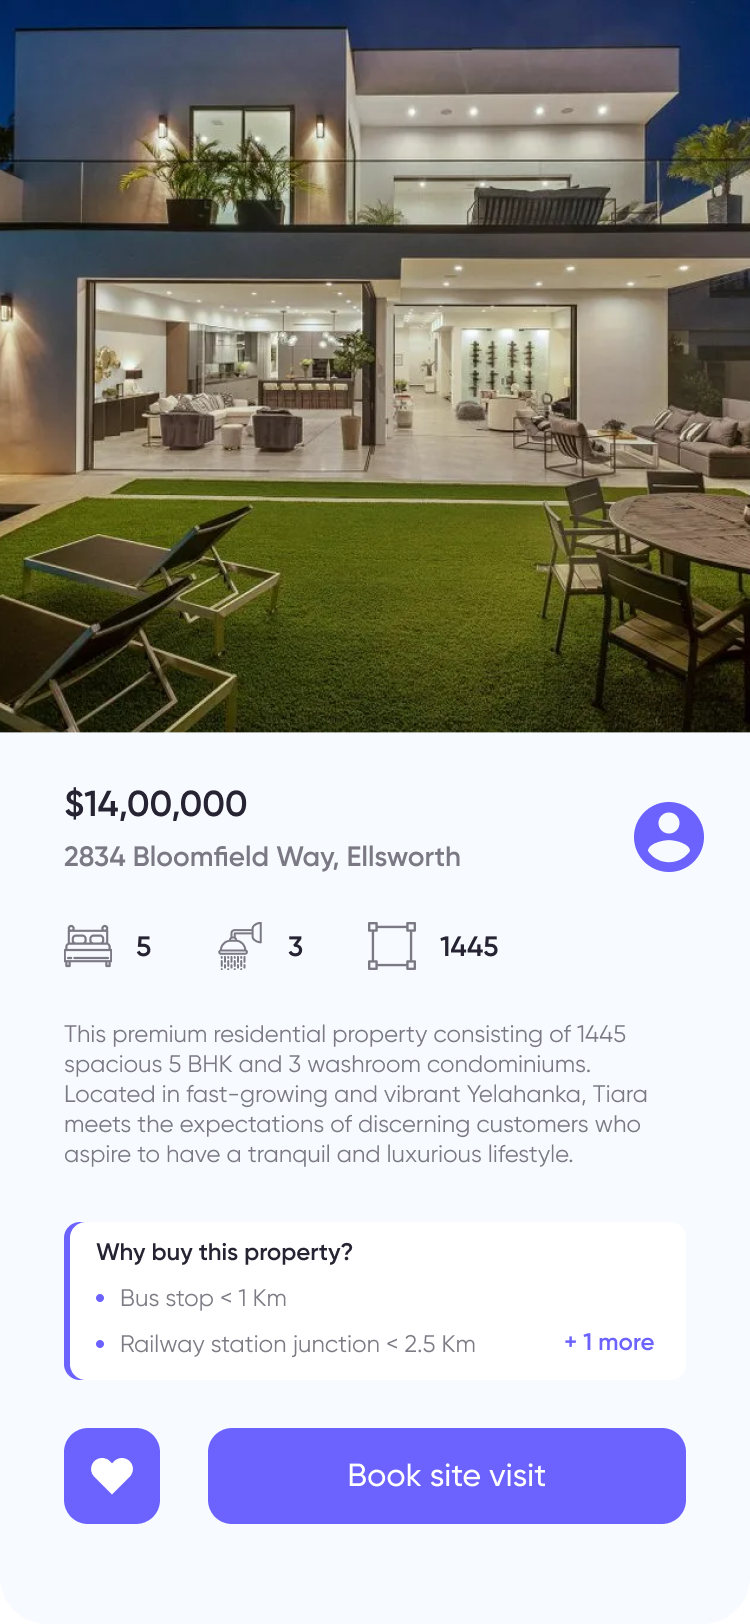 $14,00,000
2834 Bloomfield Way, Ellsworth
5
3
1445
This premium residential property consisting of 1445
spacious 5 BHK and 3 washroom condominiums.
Located in fast-growing and vibrant Yelahanka, Tiara
meets the expectations of discerning customers who
aspire to have a tranquil and luxurious lifestyle.
Why buy this property?
• Bus stop < 1 Km
• Railway station junction < 2.5 Km
+ 1 more
Book site visit